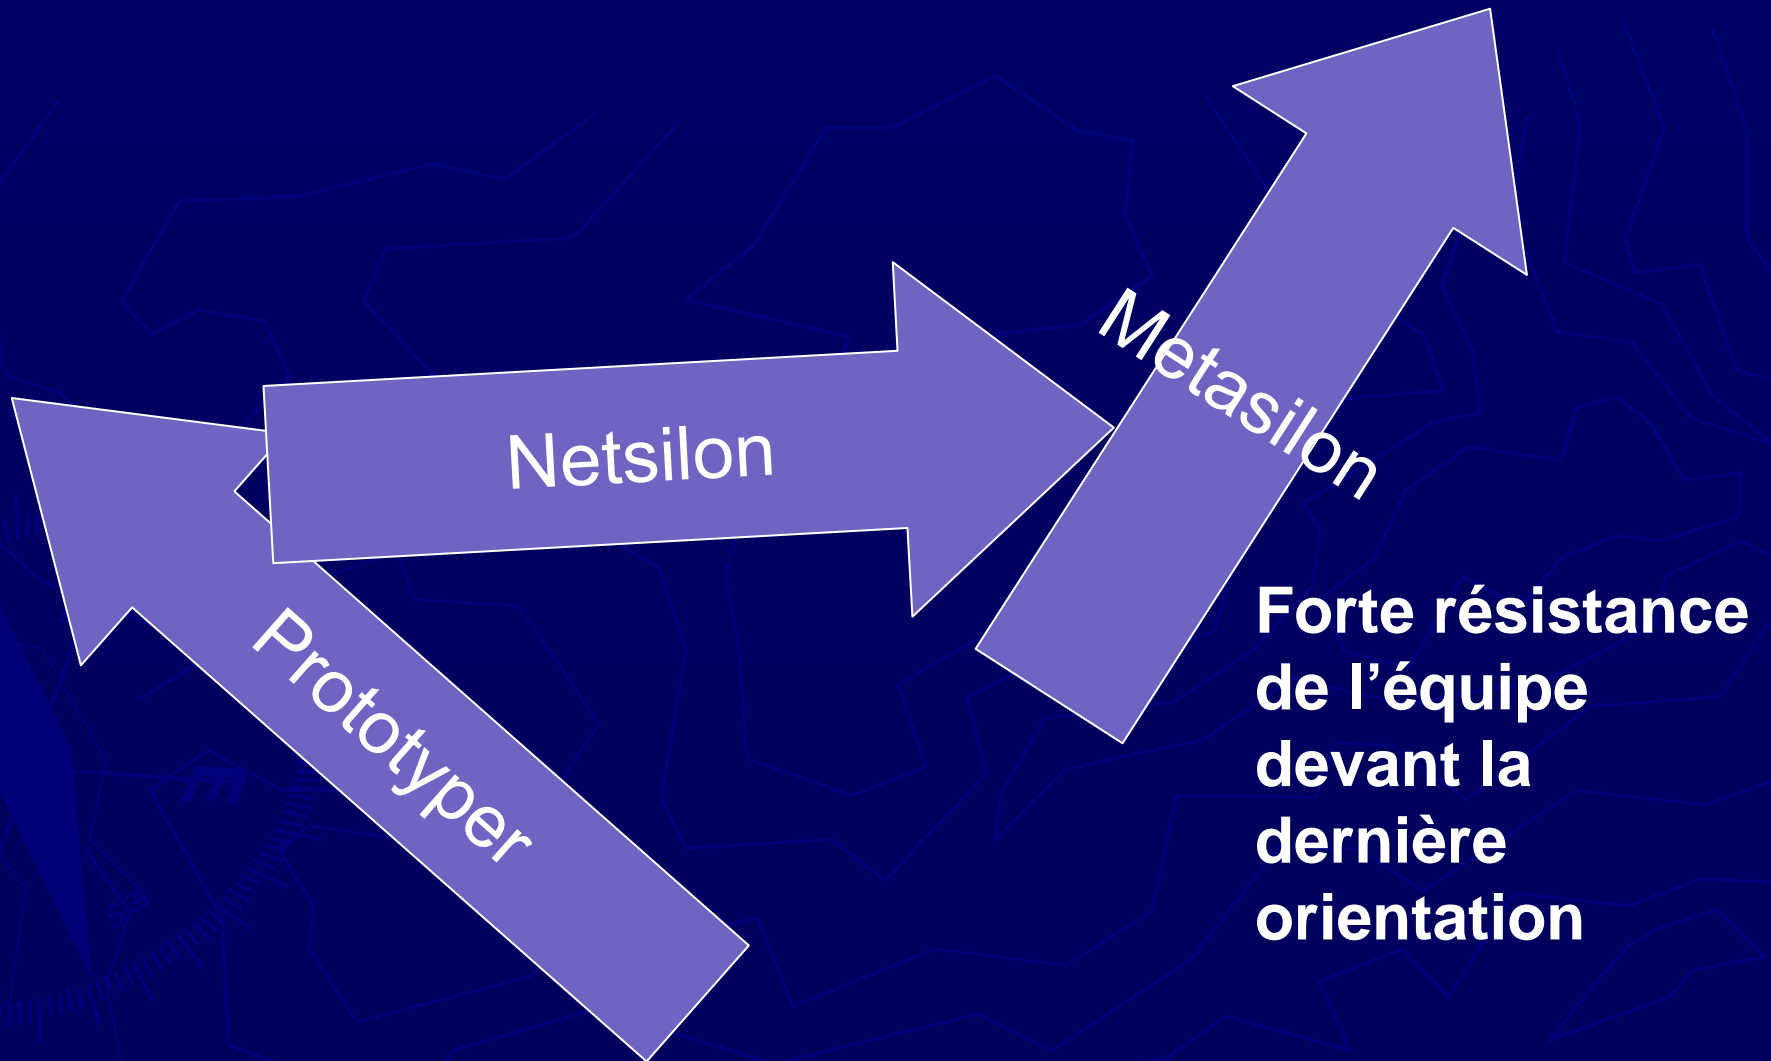 Metasilon
Netsilon
Prototyper
Forte résistance
de l’équipe
devant la
dernière
orientation